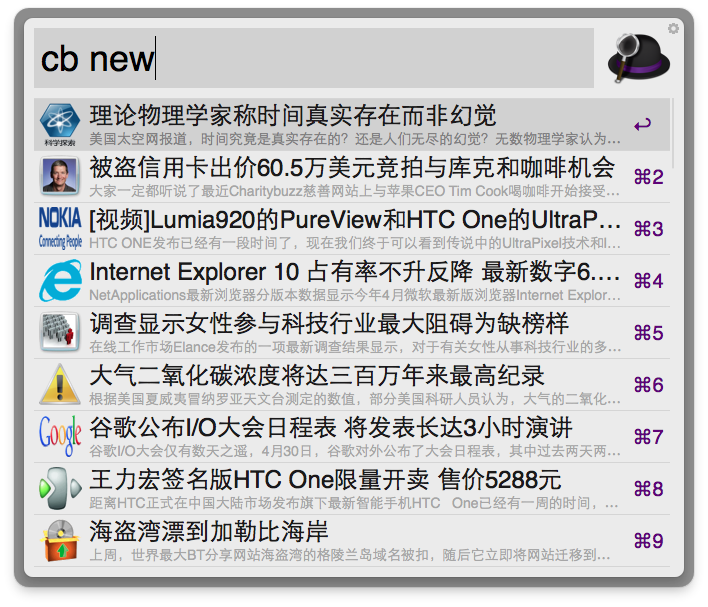 cb new
理论物理学家称时间真实存在而非幻觉
美国太空网报道，时间究竟是真实存在的？还是人们无尽的幻觉？无数物理学家认为…
科学探索
↩
被盗信用卡出价60.5万美元竞拍与库克和咖啡机会
大家一定都听说了最近Charitybuzz慈善网站上与苹果CEO Tim Cook喝咖啡开始接受…
⌘2
NOKIA
Connecting People
[视频]Lumia920的PureView和HTC One的UltraP…
HTC ONE发布已经有一段时间了，现在我们终于可以看到传说中的UltraPixel技术和l…
⌘3
Internet Explorer 10 占有率不升反降 最新数字6.…
NetApplications最新浏览器分版本数据显示今年4月微软最新版浏览器Internet Explor…
⌘4
调查显示女性参与科技行业最大阻碍为缺榜样
在线工作市场Elance发布的一项最新调查结果显示，对于有关女性从事科技行业的多…
⌘5
大气二氧化碳浓度将达三百万年来最高纪录
根据美国夏威夷冒纳罗亚天文台测定的数值，部分美国科研人员认为，大气的二氧化…
⌘6
Google
谷歌公布I/O大会日程表 将发表长达3小时演讲
谷歌I/O大会仅有数天之遥，4月30日，谷歌对外公布了大会日程表，其中过去两天两…
⌘7
王力宏签名版HTC One限量开卖 售价5288元
距离HTC正式在中国大陆市场发布旗下最新智能手机HTC One已经有一周的时间，…
⌘8
海盗湾漂到加勒比海岸
上周，世界最大BT分享网站海盗湾的格陵兰岛域名被扣，随后它立即将网站迁移到…
⌘9